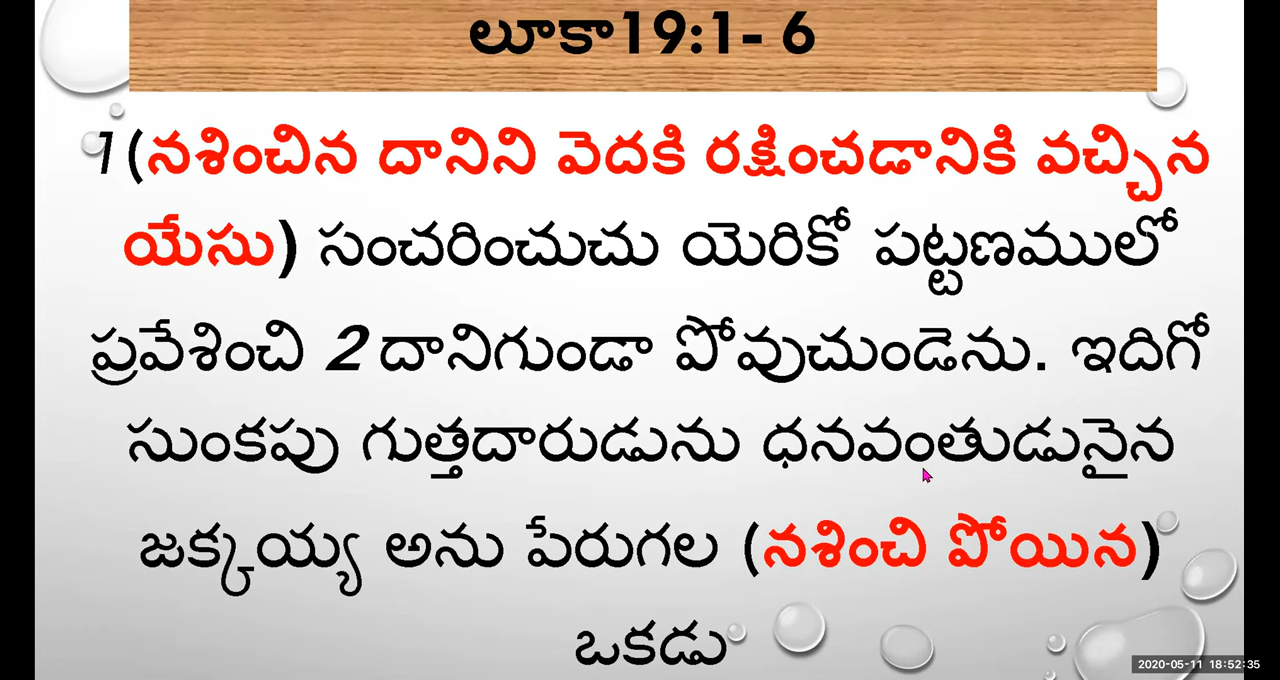 లూకా19:1- 6
1(నశించిన దానిని వెదకి రక్షించడానికి వచ్చిన
యేసు) సంచరించుచు యెరికో పట్టణములో
ప్రవేశించి 2 దానిగుండా పోవుచుండెను. ఇదిగో
సుంకపు గుత్తదారుడును ధనవంతుడునైన
జక్కయ్య అను పేరుగల (నశించి పోయిన)
ఒకడు
2020-05-11 18:52:35